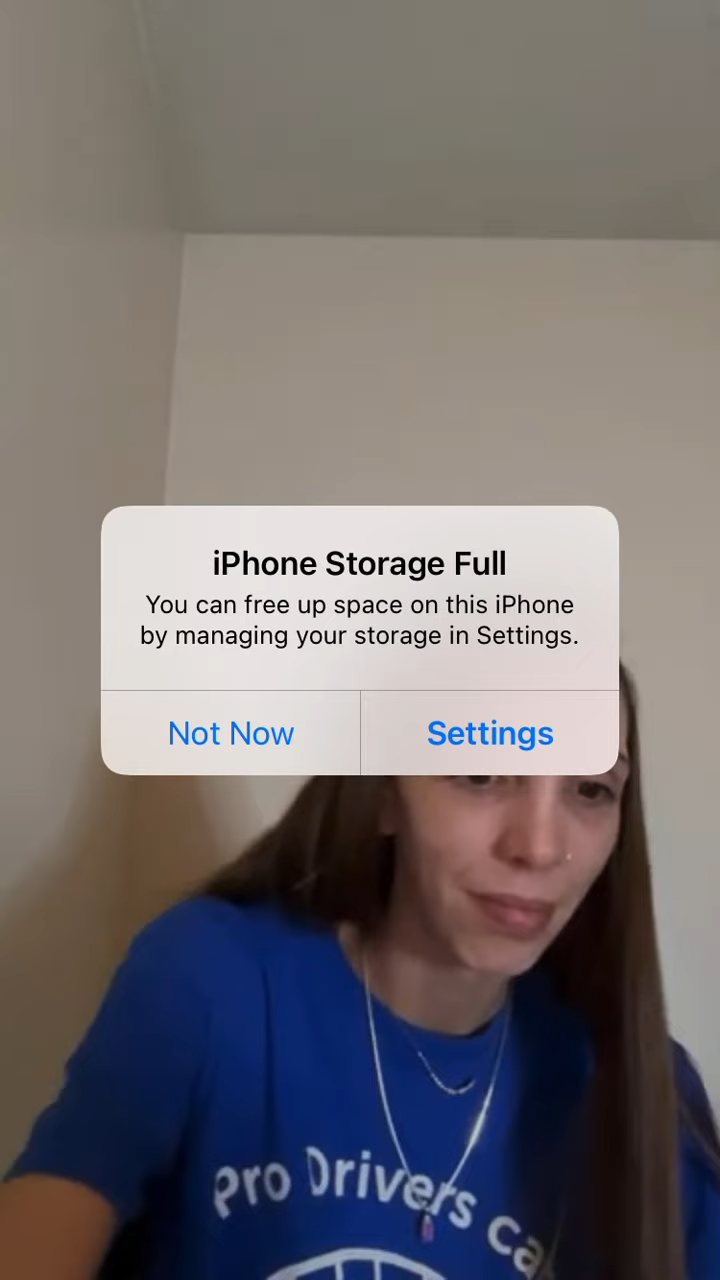 iPhone Storage Full
You can free up space on this iPhone
by managing your storage in Settings.
Not Now
Settings
Pro Drivers